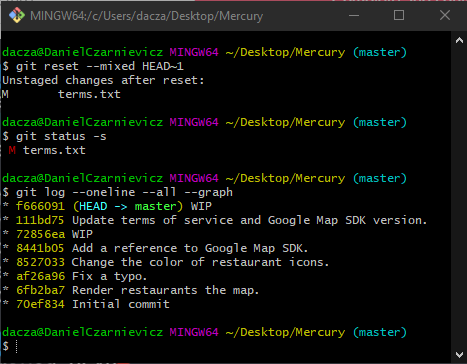 MINGW64:/c/Users/dacza/Desktop/Mercury
dacza@DanielCzarnievicz MINGW64 ~/Desktop/Mercury (master)
$ git reset --mixed HEAD~1
Unstaged changes after reset:
M       terms.txt
dacza@DanielCzarnievicz MINGW64 ~/Desktop/Mercury (master)
$ git status -s
 M terms.txt
dacza@DanielCzarnievicz MINGW64 ~/Desktop/Mercury (master)
$ git log --oneline --all --graph
* f666091 (HEAD -> master) WIP
* 111bd75 Update terms of service and Google Map SDK version.
* 72856ea WIP
* 8441b05 Add a reference to Google Map SDK.
* 8527033 Change the color of restaurant icons.
* af26a96 Fix a typo.
* 6fb2ba7 Render restaurants the map.
* 70ef834 Initial commit
dacza@DanielCzarnievicz MINGW64 ~/Desktop/Mercury (master)
$